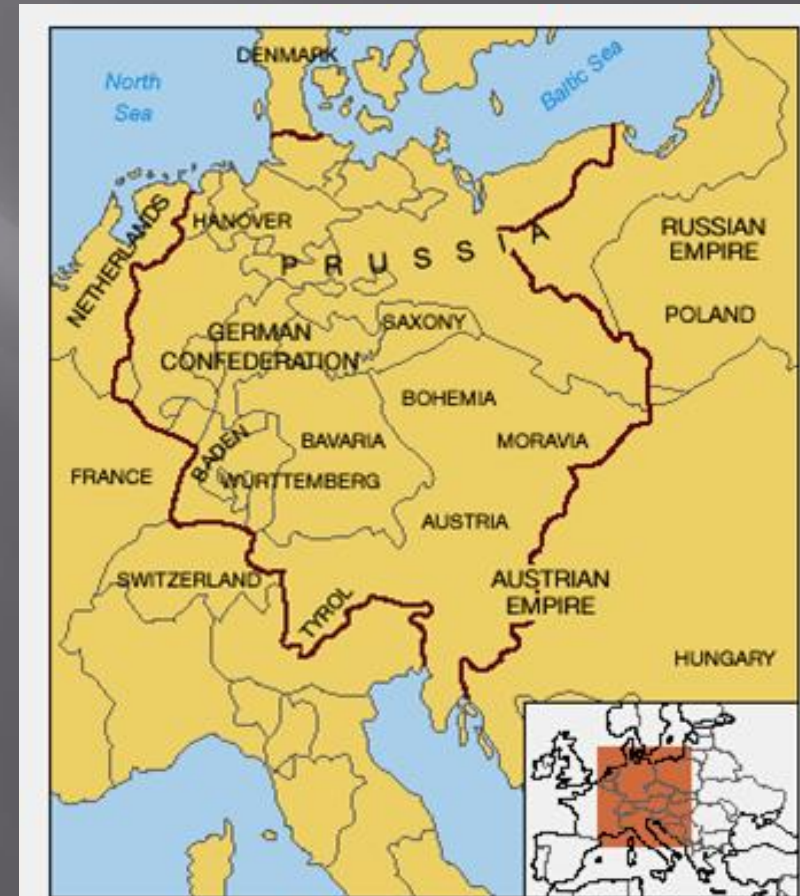 DENMARK
North
Sea
Baltic Sea
NETHERLANDS
HANOVER
PRUSSIA
RUSSIAN
EMPIRE
POLAND
GERMAN
CONFEDERATION
SAXONY
BOHEMIA
BADEN
BAVARIA
MORAVIA
FRANCE
WÜRTTEMBERG
AUSTRIA
SWITZERLAND
TYROL
AUSTRIAN
EMPIRE
HUNGARY